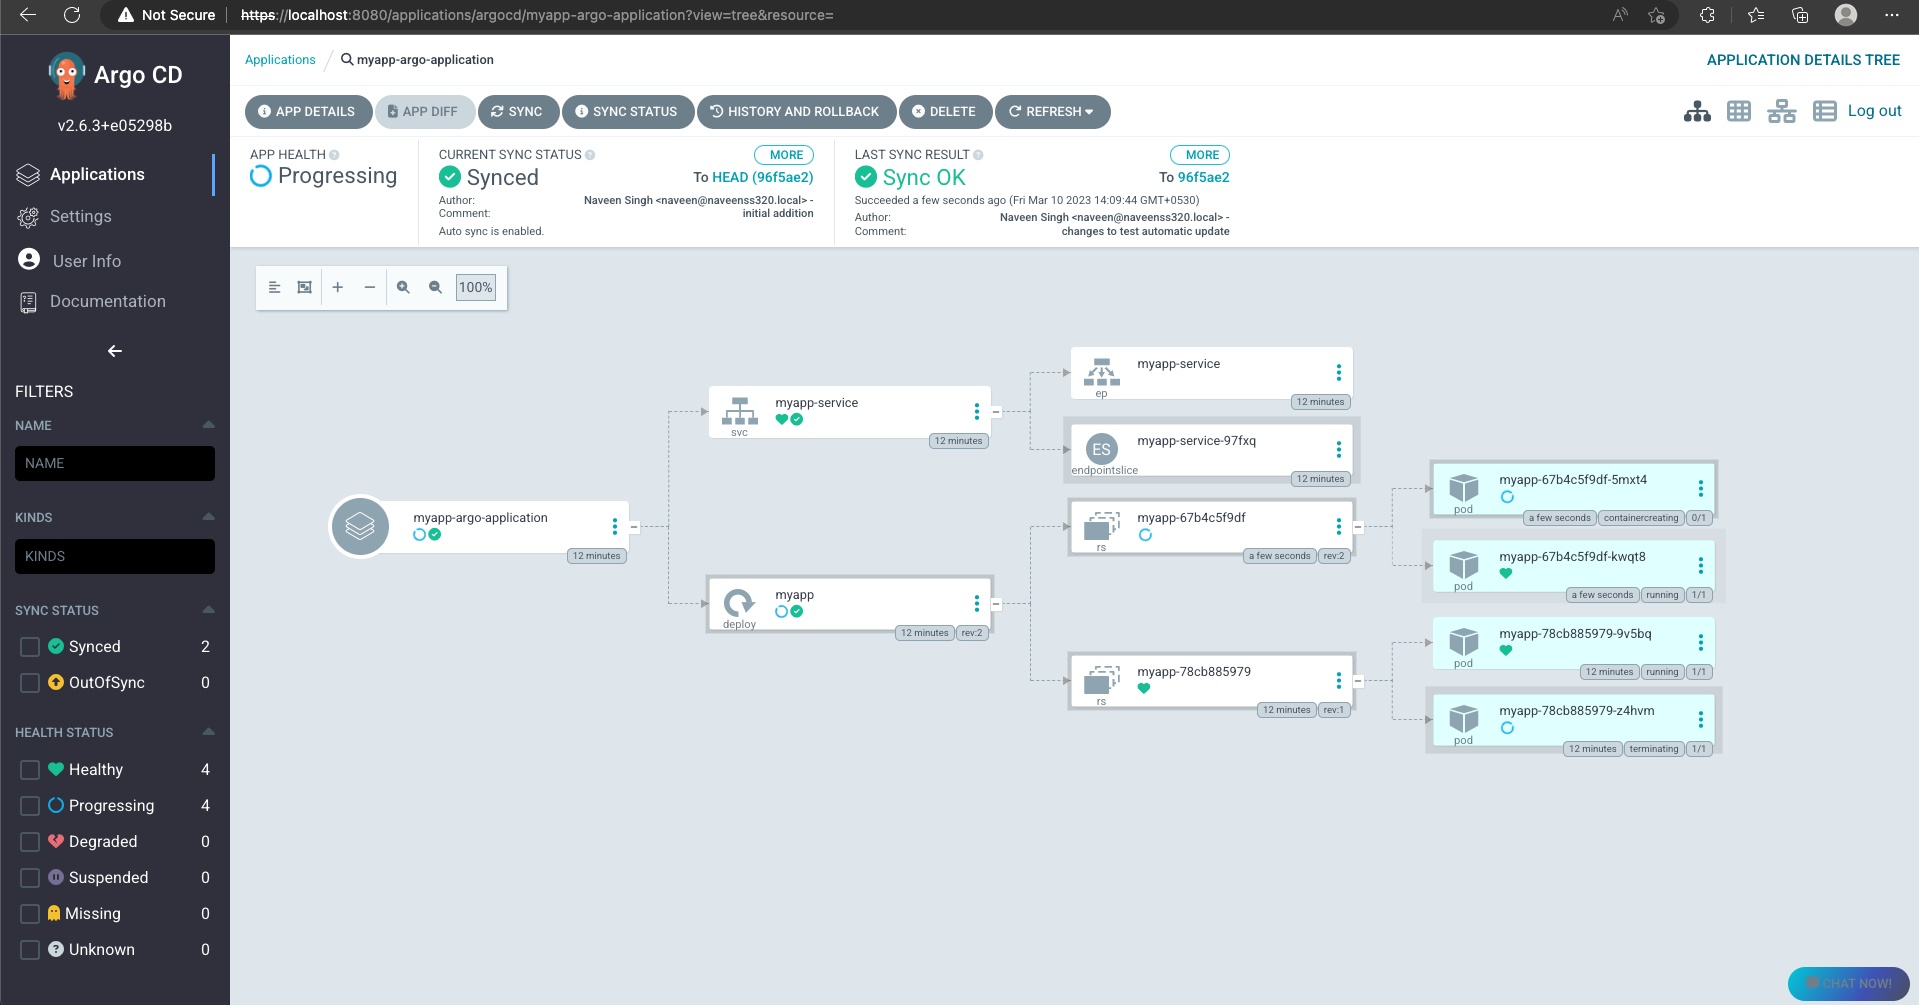 Not Secure https://localhost:8080/applications/argocd/myapp-argo-application?view=tree&resource=
Argo CD
v2.6.3+e05298b
Applications
Settings
User Info
Documentation
FILTERS
NAME
NAME
KINDS
KINDS
SYNC STATUS
Synced 2
OutOfSync 0
HEALTH STATUS
Healthy 4
Progressing 4
Degraded 0
Suspended 0
Missing 0
Unknown 0
Applications / myapp-argo-application
APPLICATION DETAILS TREE
APP DETAILS APP DIFF SYNC SYNC STATUS HISTORY AND ROLLBACK DELETE REFRESH
Log out
APP HEALTH
Progressing
CURRENT SYNC STATUS MORE
Synced To HEAD (96f5ae2)
Author: Naveen Singh <naveen@naveenss320.local> -
Comment: initial addition
Auto sync is enabled.
LAST SYNC RESULT MORE
Sync OK To 96f5ae2
Succeeded a few seconds ago (Fri Mar 10 2023 14:09:44 GMT+0530)
Author: Naveen Singh <naveen@naveenss320.local> -
Comment: changes to test automatic update
100%
myapp-argo-application
12 minutes
myapp-service
svc
12 minutes
myapp
deploy
12 minutes rev:2
myapp-service
ep
12 minutes
ES
myapp-service-97fxq
endpointslice
12 minutes
myapp-67b4c5f9df
rs
a few seconds rev:2
myapp-78cb885979
rs
12 minutes rev:1
myapp-67b4c5f9df-5mxt4
pod
a few seconds containercreating 0/1
myapp-67b4c5f9df-kwqt8
pod
a few seconds running 1/1
myapp-78cb885979-9v5bq
pod
12 minutes running 1/1
myapp-78cb885979-z4hvm
pod
12 minutes terminating 1/1
CHAT NOW!